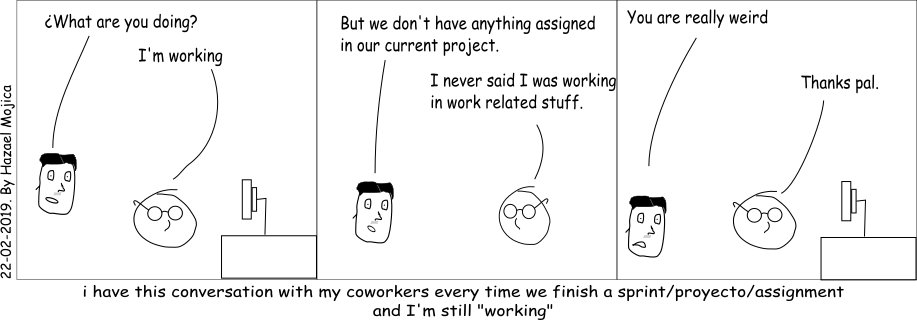 ¿What are you doing?
I'm working
But we don't have anything assigned
in our current project.
I never said I was working
in work related stuff.
You are really weird
Thanks pal.
22-02-2019. By Hazael Mojica
i have this conversation with my coworkers every time we finish a sprint/proyecto/assignment
and I'm still "working"